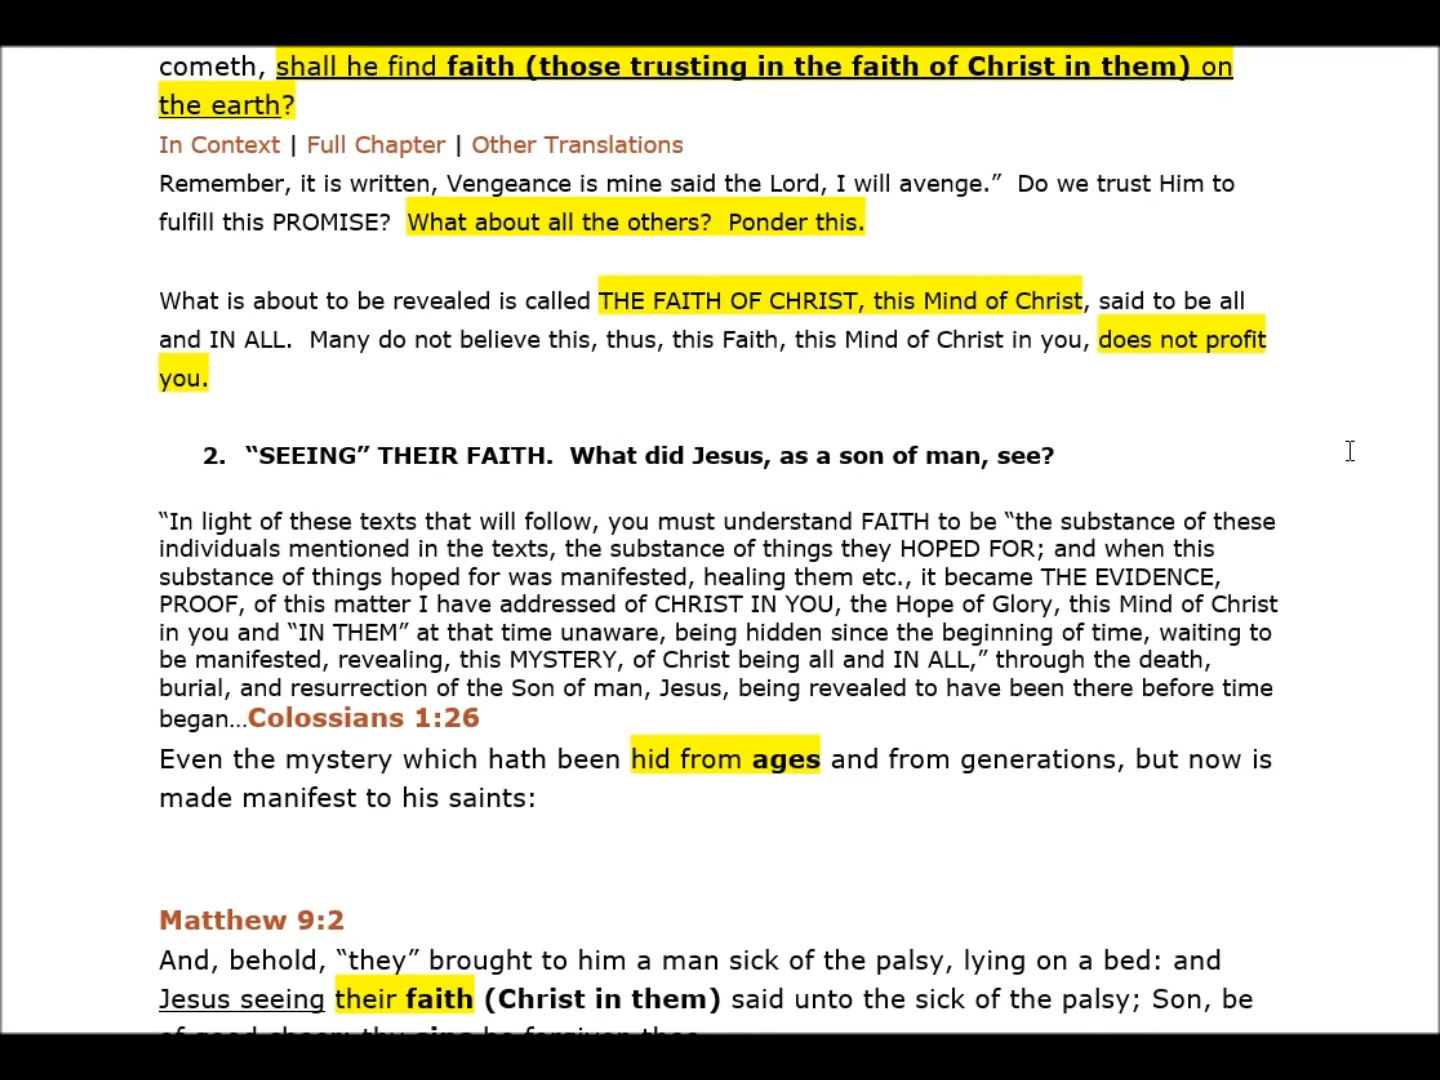 cometh, shall he find faith (those trusting in the faith of Christ in them) on
the earth?
In Context | Full Chapter | Other Translations
Remember, it is written, Vengeance is mine said the Lord, I will avenge.”  Do we trust Him to
fulfill this PROMISE?  What about all the others?  Ponder this.
What is about to be revealed is called THE FAITH OF CHRIST, this Mind of Christ, said to be all
and IN ALL.  Many do not believe this, thus, this Faith, this Mind of Christ in you, does not profit
you.
2. “SEEING” THEIR FAITH.  What did Jesus, as a son of man, see?
“In light of these texts that will follow, you must understand FAITH to be “the substance of these
individuals mentioned in the texts, the substance of things they HOPED FOR; and when this
substance of things hoped for was manifested, healing them etc., it became THE EVIDENCE,
PROOF, of this matter I have addressed of CHRIST IN YOU, the Hope of Glory, this Mind of Christ
in you and “IN THEM” at that time unaware, being hidden since the beginning of time, waiting to
be manifested, revealing, this MYSTERY, of Christ being all and IN ALL,” through the death,
burial, and resurrection of the Son of man, Jesus, being revealed to have been there before time
began…Colossians 1:26
Even the mystery which hath been hid from ages and from generations, but now is
made manifest to his saints:
Matthew 9:2
And, behold, “they” brought to him a man sick of the palsy, lying on a bed: and
Jesus seeing their faith (Christ in them) said unto the sick of the palsy; Son, be
of good cheer; thy sins be forgiven thee